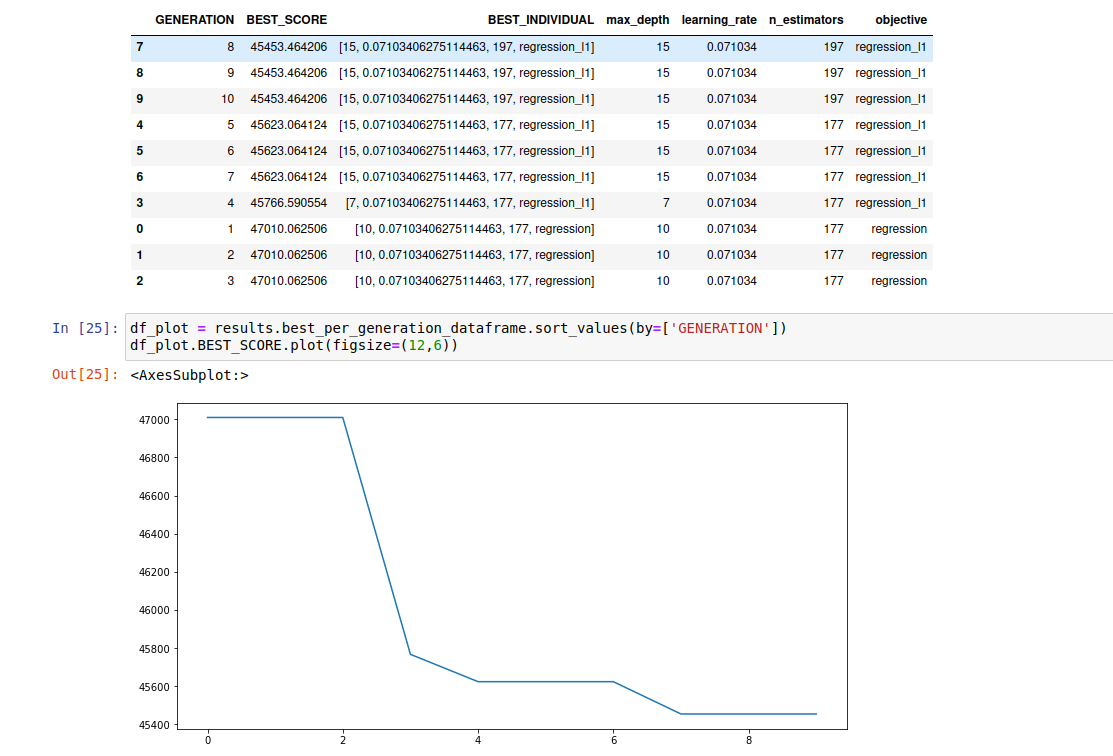 GENERATION BEST_SCORE BEST_INDIVIDUAL max_depth learning_rate n_estimators objective
7 8 45453.464206 [15, 0.07103406275114463, 197, regression_l1] 15 0.071034 197 regression_l1
8 9 45453.464206 [15, 0.07103406275114463, 197, regression_l1] 15 0.071034 197 regression_l1
9 10 45453.464206 [15, 0.07103406275114463, 197, regression_l1] 15 0.071034 197 regression_l1
4 5 45623.064124 [15, 0.07103406275114463, 177, regression_l1] 15 0.071034 177 regression_l1
5 6 45623.064124 [15, 0.07103406275114463, 177, regression_l1] 15 0.071034 177 regression_l1
6 7 45623.064124 [15, 0.07103406275114463, 177, regression_l1] 15 0.071034 177 regression_l1
3 4 45766.590554 [7, 0.07103406275114463, 177, regression_l1] 7 0.071034 177 regression_l1
0 1 47010.062506 [10, 0.07103406275114463, 177, regression] 10 0.071034 177 regression
1 2 47010.062506 [10, 0.07103406275114463, 177, regression] 10 0.071034 177 regression
2 3 47010.062506 [10, 0.07103406275114463, 177, regression] 10 0.071034 177 regression
In [25]: df_plot = results.best_per_generation_dataframe.sort_values(by=['GENERATION'])
df_plot.BEST_SCORE.plot(figsize=(12,6))
Out[25]: <AxesSubplot:>
47000
46800
46600
46400
46200
46000
45800
45600
45400
0 2 4 6 8